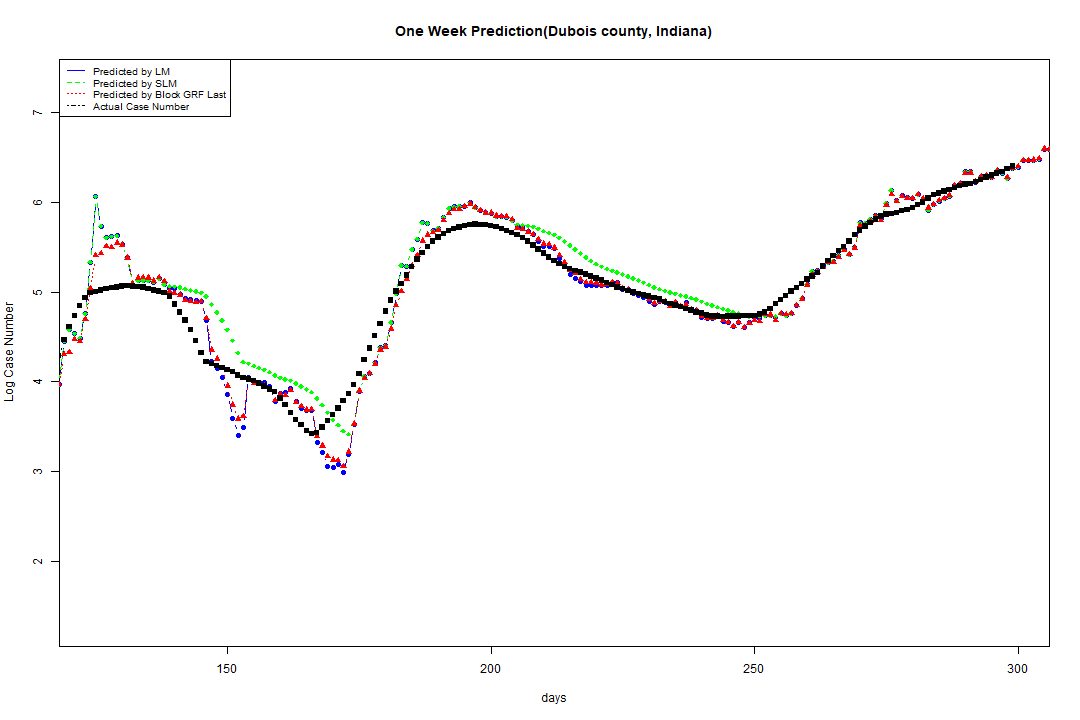 One Week Prediction(Dubois county, Indiana)
Predicted by LM
Predicted by SLM
Predicted by Block GRF Last
Actual Case Number
7
6
5
4
3
2
Log Case Number
150
200
250
300
days